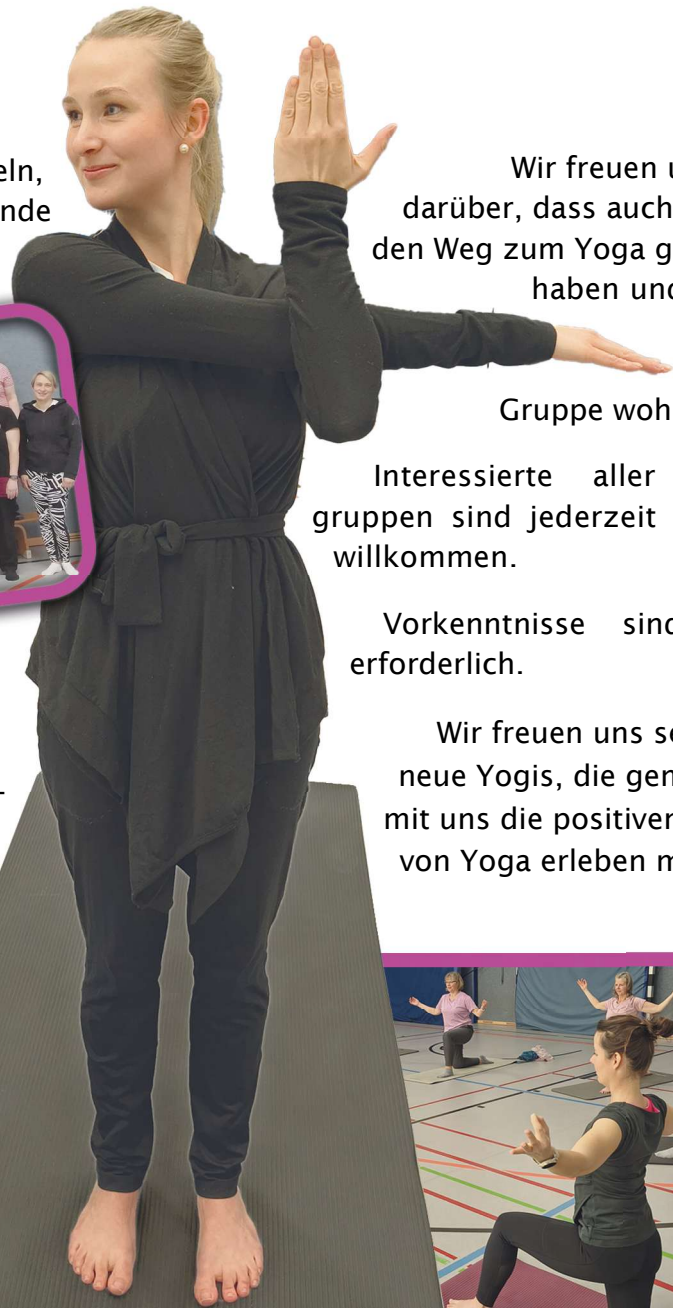 eln,
nde
-
Wir freuen u
darüber, dass auch
den Weg zum Yoga g
haben und
Gruppe woh
Interessierte aller
gruppen sind jederzeit
willkommen.
Vorkenntnisse sind
erforderlich.
Wir freuen uns se
neue Yogis, die gen
mit uns die positiven
von Yoga erleben m